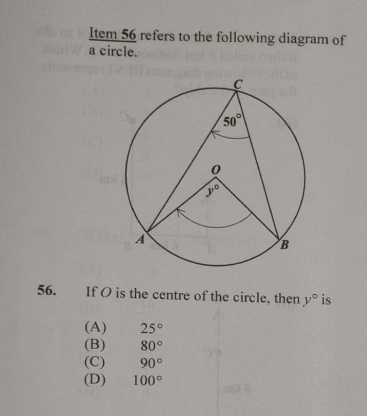 Item 56 refers to the following diagram of
a circle.
C
50°
O
y°
A
B
56. If O is the centre of the circle, then y° is
(A) 25°
(B) 80°
(C) 90°
(D) 100°